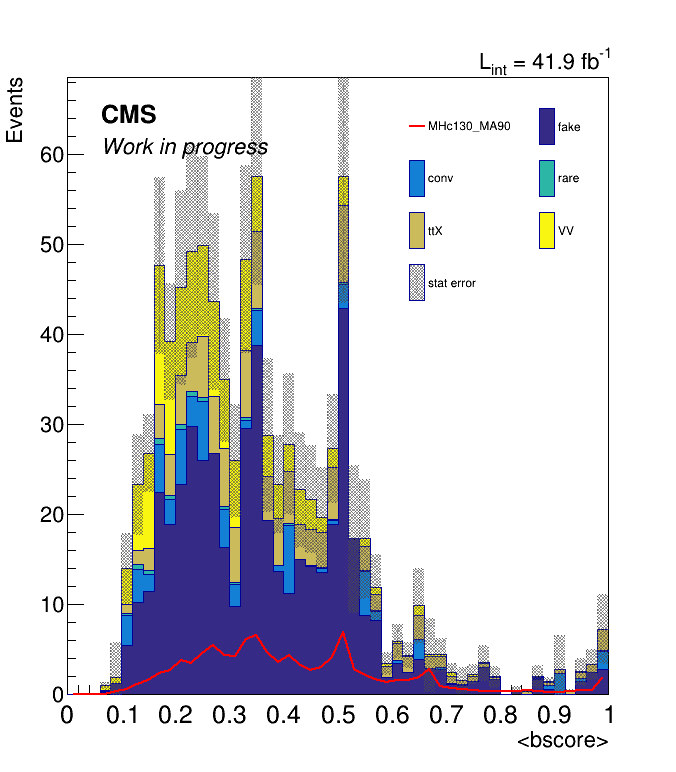 L_int = 41.9 fb^-1
Events
CMS
Work in progress
MHc130_MA90
fake
conv
rare
ttX
VV
stat error
60
50
40
30
20
10
0
0 0.1 0.2 0.3 0.4 0.5 0.6 0.7 0.8 0.9 1
<bscore>